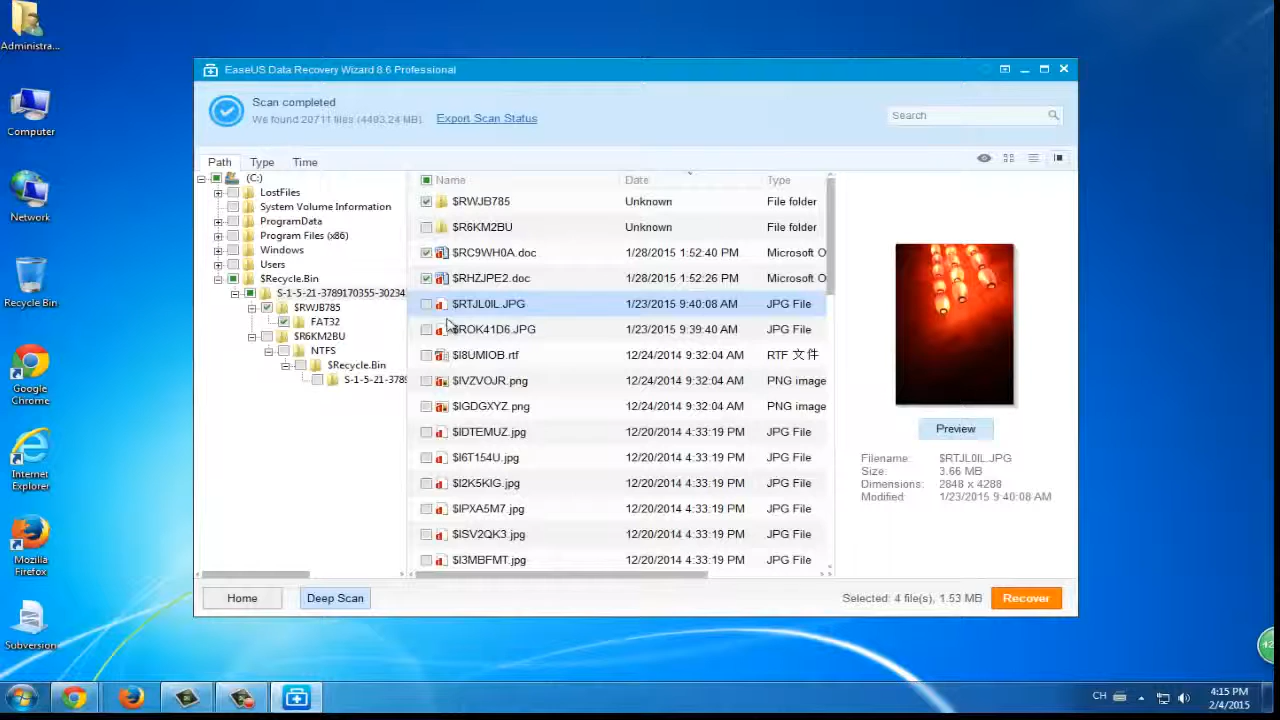 Administra...
Computer
Network
Recycle Bin
Google
Chrome
Internet
Explorer
Mozilla
Firefox
Subversion
EaseUS Data Recovery Wizard 8.6 Professional
Scan completed
We found 20711 files (4493.24 MB). Export Scan Status
Search
Path Type Time
(C:)
LostFiles
System Volume Information
ProgramData
Program Files (x86)
Windows
Users
$Recycle.Bin
S-1-5-21-3789170355-30234
$RWJB785
FAT32
$R6KM2BU
NTFS
$Recycle.Bin
S-1-5-21-3789
Name Date Type
$RWJB785 Unknown File folder
$R6KM2BU Unknown File folder
$RC9WH0A.doc 1/28/2015 1:52:40 PM Microsoft O
$RHZJPE2.doc 1/28/2015 1:52:26 PM Microsoft O
$RTJL0IL.JPG 1/23/2015 9:40:08 AM JPG File
$ROK41D6.JPG 1/23/2015 9:39:40 AM JPG File
$I8UMIOB.rtf 12/24/2014 9:32:04 AM RTF 文件
$IVZVOJR.png 12/24/2014 9:32:04 AM PNG image
$IGDGXYZ.png 12/24/2014 9:32:04 AM PNG image
$IDTEMUZ.jpg 12/20/2014 4:33:19 PM JPG File
$I6T154U.jpg 12/20/2014 4:33:19 PM JPG File
$I2K5KIG.jpg 12/20/2014 4:33:19 PM JPG File
$IPXA5M7.jpg 12/20/2014 4:33:19 PM JPG File
$ISV2QK3.jpg 12/20/2014 4:33:19 PM JPG File
$I3MBFMT.jpg 12/20/2014 4:33:19 PM JPG File
Preview
Filename: $RTJL0IL.JPG
Size: 3.66 MB
Dimensions: 2848 x 4288
Modified: 1/23/2015 9:40:08 AM
Home Deep Scan Selected: 4 file(s), 1.53 MB Recover
42
CH
4:15 PM
2/4/2015